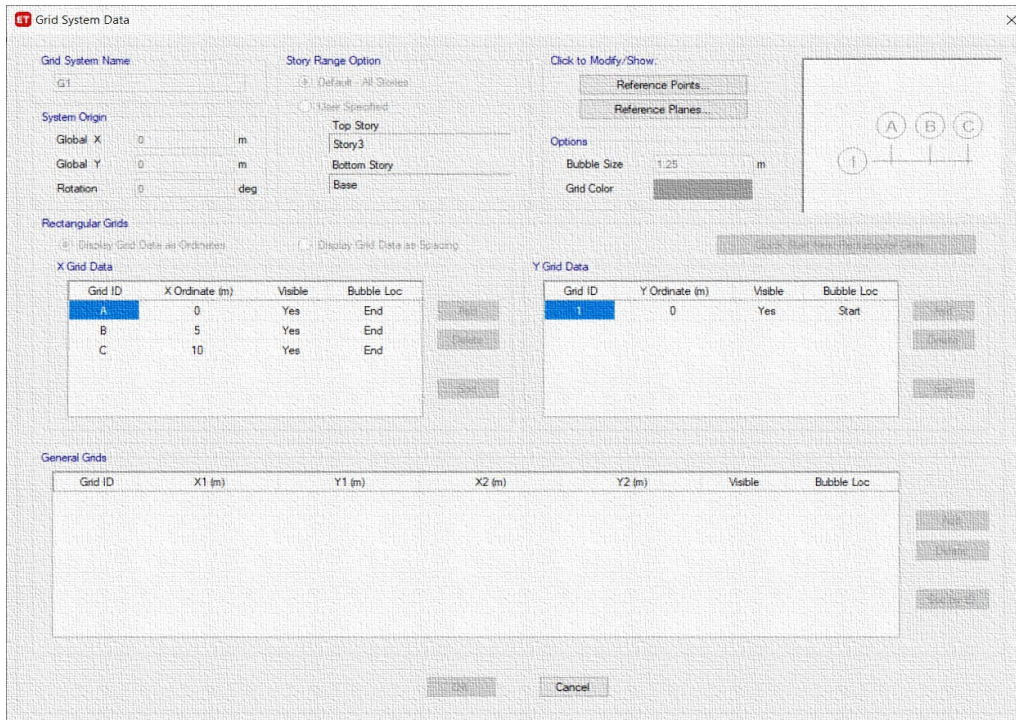 ET Grid System Data
Grid System Name
G1
System Origin
Global X 0 m
Global Y 0 m
Rotation 0 deg
Story Range Option
Default - All Stories
User Specified
Top Story
Story3
Bottom Story
Base
Click to Modify/Show:
Reference Points...
Reference Planes...
Options
Bubble Size 1.25 m
Grid Color
A B C
1
Rectangular Grids
Display Grid Data as Ordinates
Display Grid Data as Spacing
Quick Start New Rectangular Grids...
X Grid Data
Grid ID X Ordinate (m) Visible Bubble Loc
A 0 Yes End
B 5 Yes End
C 10 Yes End
Add
Delete
Sort
Y Grid Data
Grid ID Y Ordinate (m) Visible Bubble Loc
1 0 Yes Start
Add
Delete
Sort
General Grids
Grid ID X1 (m) Y1 (m) X2 (m) Y2 (m) Visible Bubble Loc
Add
Delete
Sort by ID
OK
Cancel